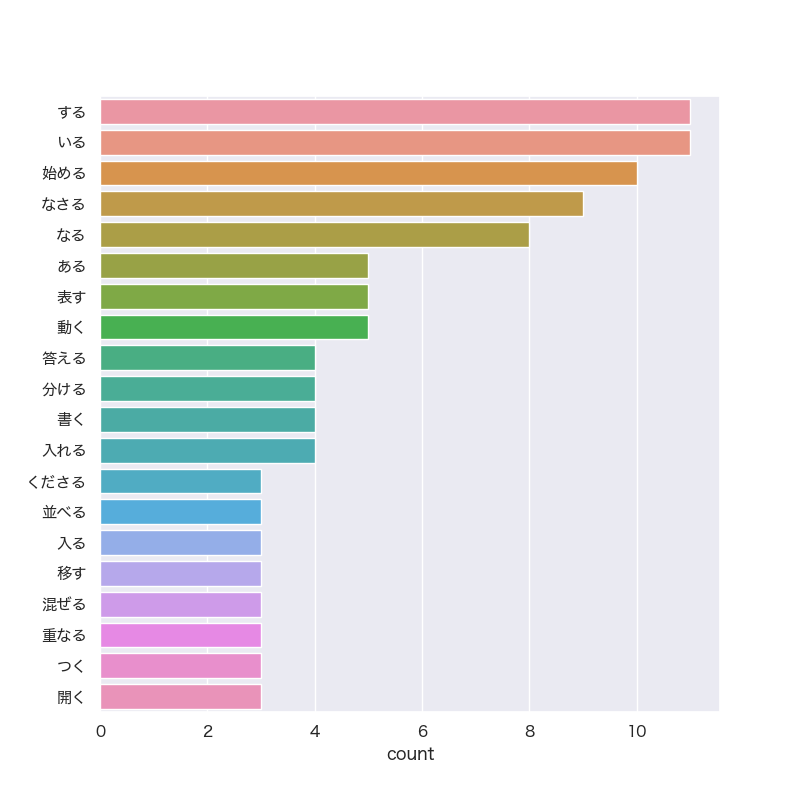 する
いる
始める
なさる
なる
ある
表す
動く
答える
分ける
書く
入れる
くださる
並べる
入る
移す
混ぜる
重なる
つく
開く
0 2 4 6 8 10
count